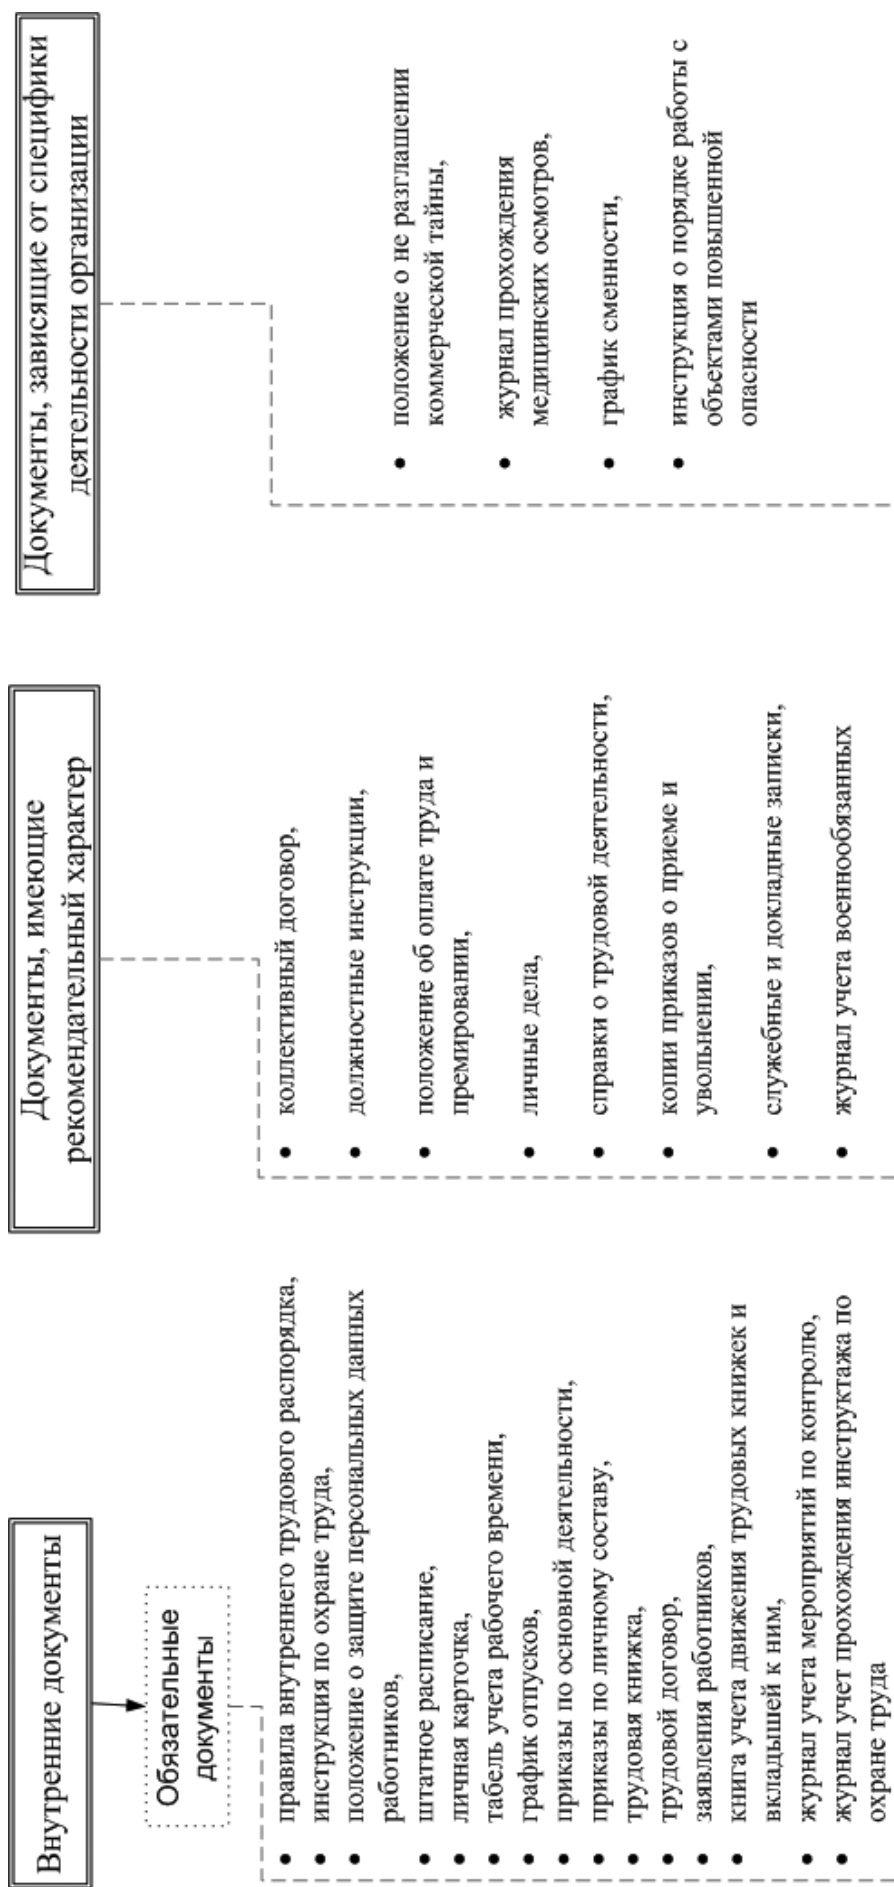 Внутренние документы
Обязательные
документы
• правила внутреннего трудового распорядка,
• инструкция по охране труда,
• положение о защите персональных данных
работников,
• штатное расписание,
• личная карточка,
• табель учета рабочего времени,
• график отпусков,
• приказы по основной деятельности,
• приказы по личному составу,
• трудовая книжка,
• трудовой договор,
• заявления работников,
• книга учета движения трудовых книжек и
вкладышей к ним,
• журнал учета мероприятий по контролю,
• журнал учет прохождения инструктажа по
охране труда
Документы, имеющие
рекомендательный характер
• коллективный договор,
• должностные инструкции,
• положение об оплате труда и
премировании,
• личные дела,
• справки о трудовой деятельности,
• копии приказов о приеме и
увольнении,
• служебные и докладные записки,
• журнал учета военнообязанных
Документы, зависящие от специфики
деятельности организации
• положение о не разглашении
коммерческой тайны,
• журнал прохождения
медицинских осмотров,
• график сменности,
• инструкция о порядке работы с
объектами повышенной
опасности